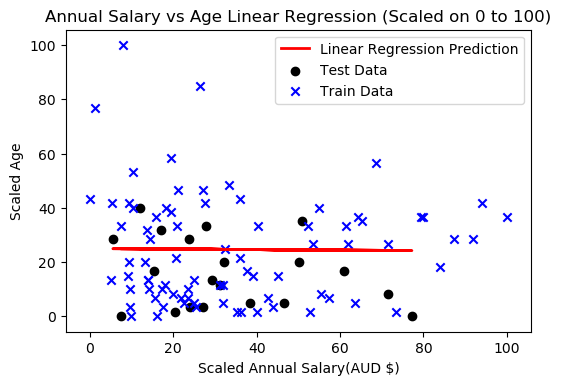 Annual Salary vs Age Linear Regression (Scaled on 0 to 100)
Linear Regression Prediction
Test Data
Train Data
Scaled Age
100
80
60
40
20
0
0 20 40 60 80 100
Scaled Annual Salary(AUD $)